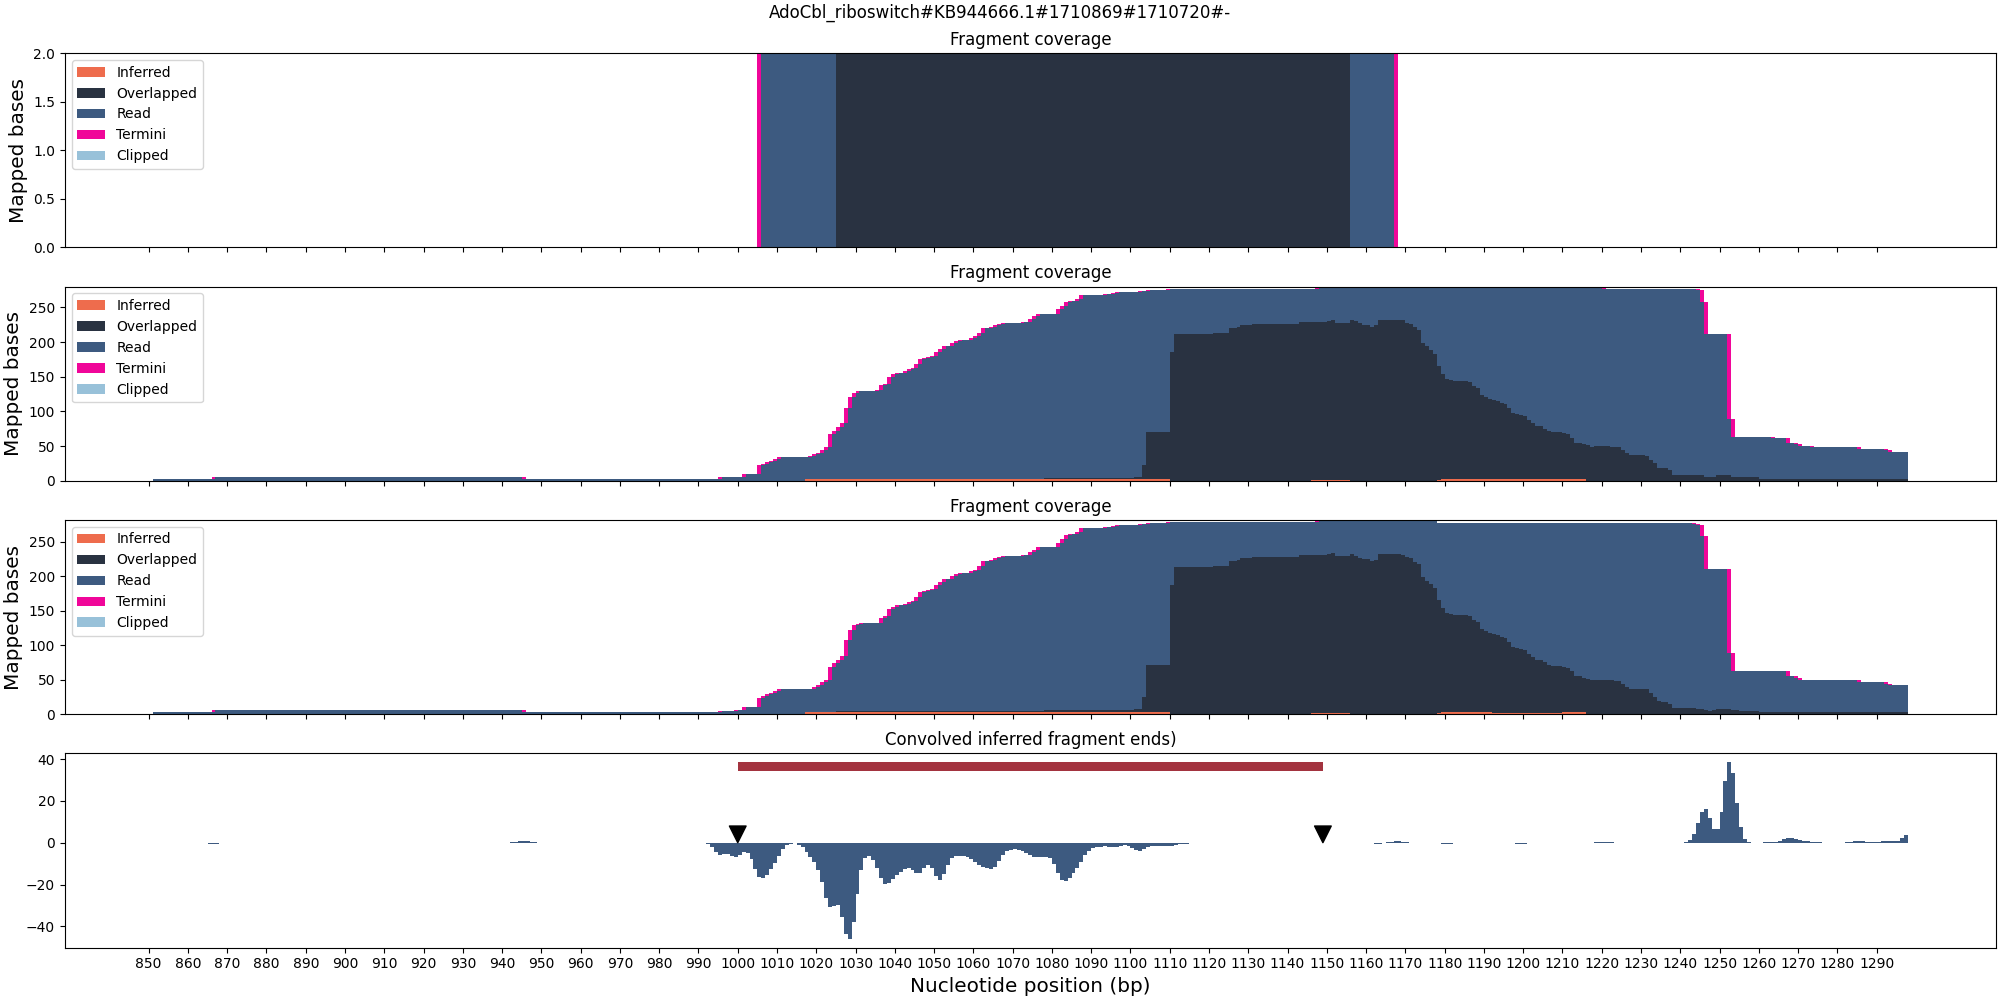 AdoCbl_riboswitch#KB944666.1#1710869#1710720#-
Fragment coverage
Mapped bases
2.0
1.5
1.0
0.5
0.0
Inferred
Overlapped
Read
Termini
Clipped
Fragment coverage
Mapped bases
250
200
150
100
50
0
Inferred
Overlapped
Read
Termini
Clipped
Fragment coverage
Mapped bases
250
200
150
100
50
0
Inferred
Overlapped
Read
Termini
Clipped
Convolved inferred fragment ends)
40
20
0
−20
−40
850 860 870 880 890 900 910 920 930 940 950 960 970 980 990 1000 1010 1020 1030 1040 1050 1060 1070 1080 1090 1100 1110 1120 1130 1140 1150 1160 1170 1180 1190 1200 1210 1220 1230 1240 1250 1260 1270 1280 1290
Nucleotide position (bp)